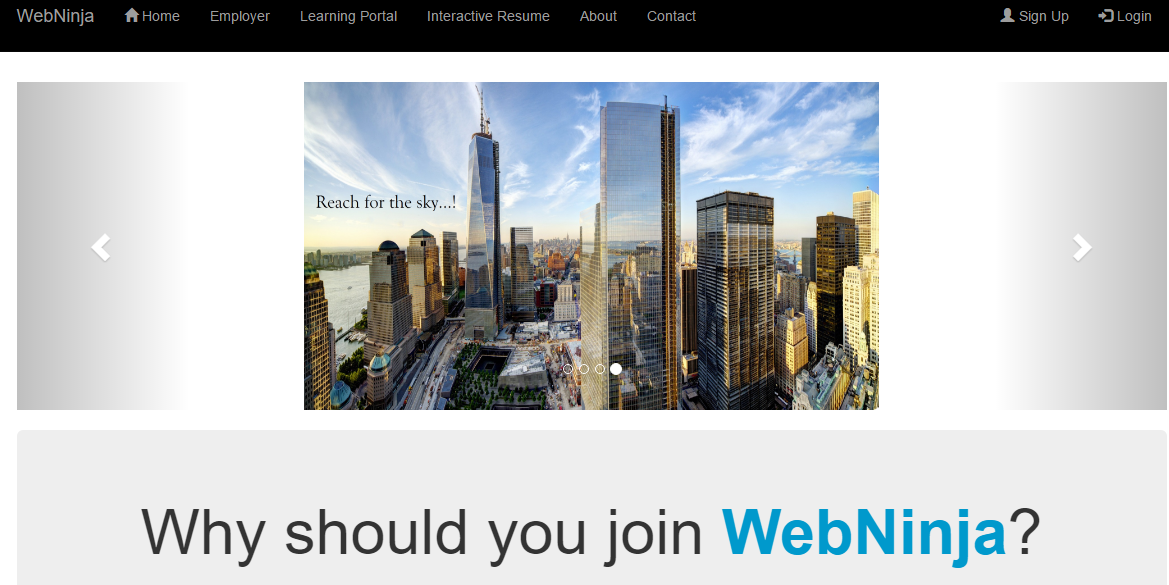 WebNinja Home Employer Learning Portal Interactive Resume About Contact Sign Up Login
Reach for the sky...!
Why should you join WebNinja?